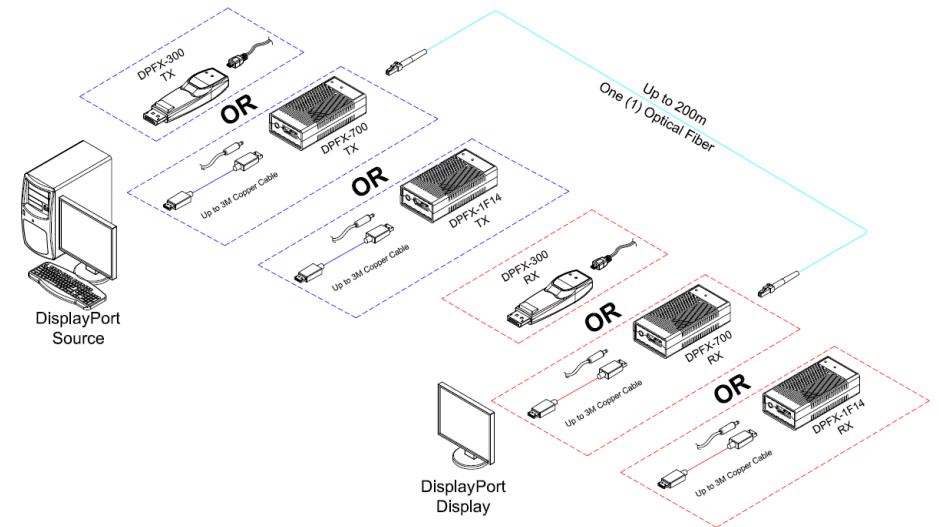 DPFX-300
TX
OR
DPFX-700
TX
Up to 3M Copper Cable
OR
DPFX-1F14
TX
Up to 3M Copper Cable
Up to 200m
One (1) Optical Fiber
DisplayPort
Source
DPFX-300
RX
OR
DPFX-700
RX
Up to 3M Copper Cable
OR
DPFX-1F14
RX
Up to 3M Copper Cable
DisplayPort
Display